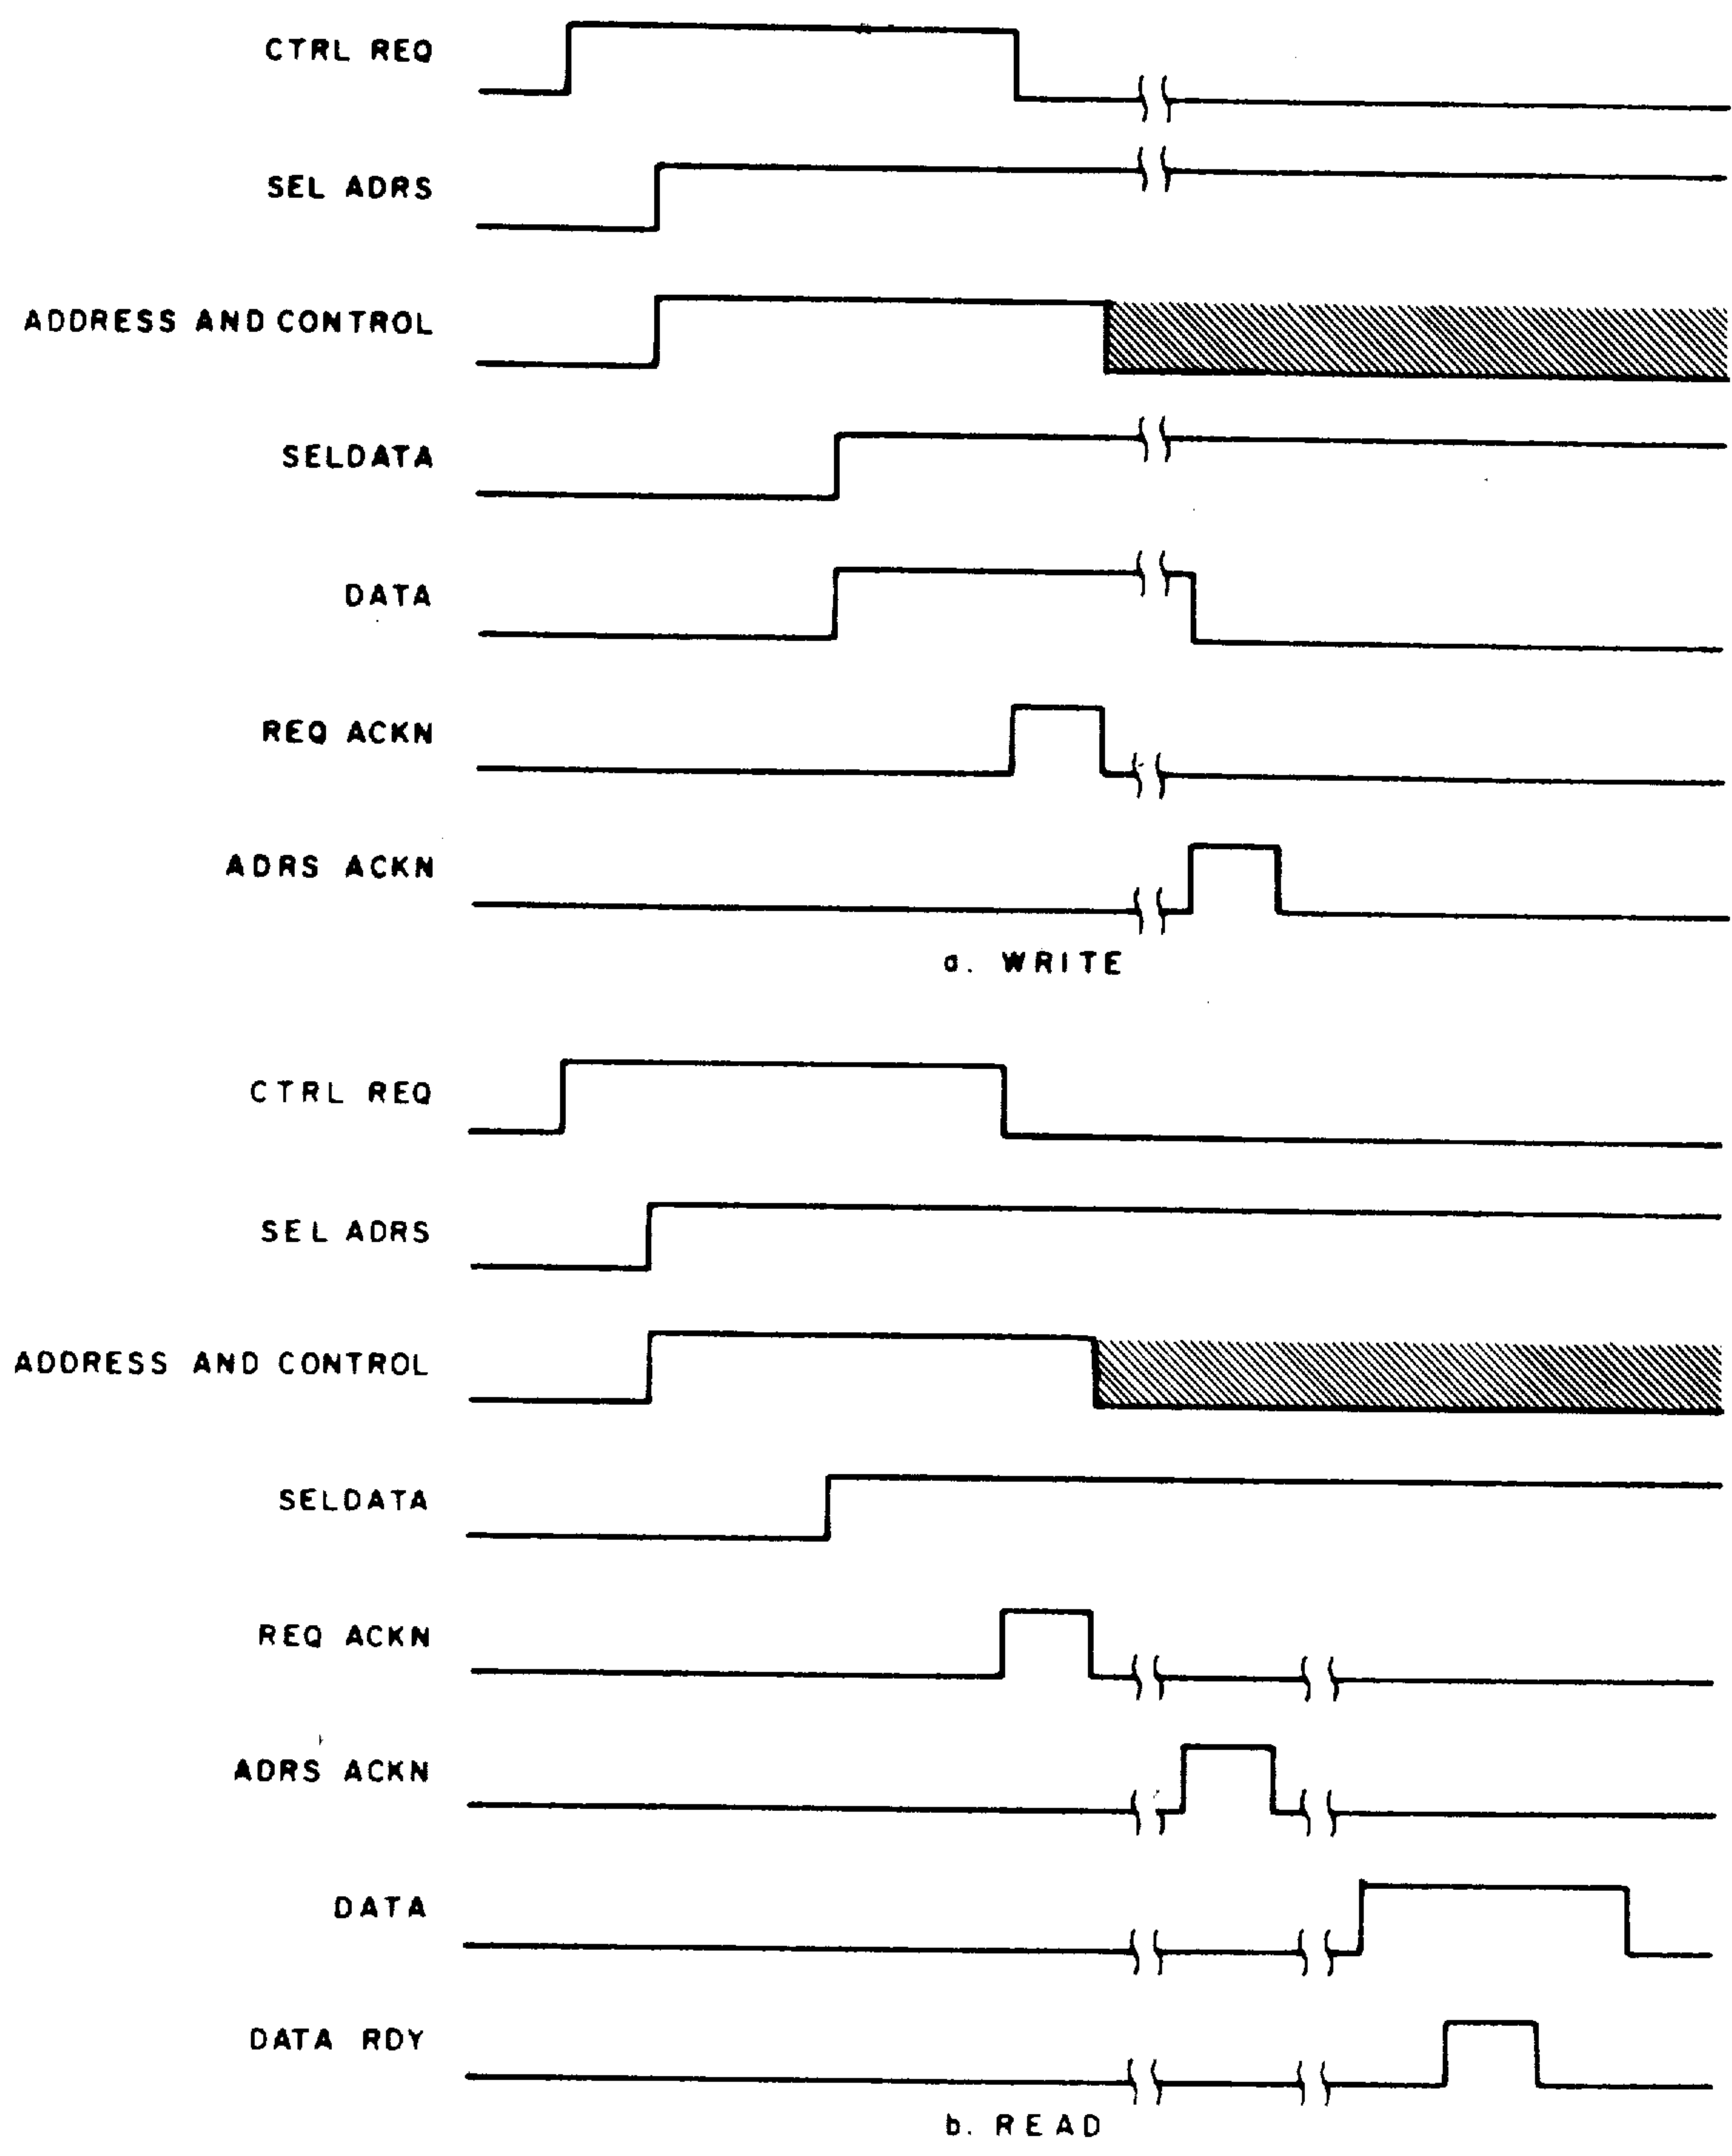 CTRL REQ
SEL ADRS
ADDRESS AND CONTROL
SELDATA
DATA
REQ ACKN
ADRS ACKN
a. WRITE
CTRL REQ
SEL ADRS
ADDRESS AND CONTROL
SELDATA
REQ ACKN
ADRS ACKN
DATA
DATA RDY
b. READ